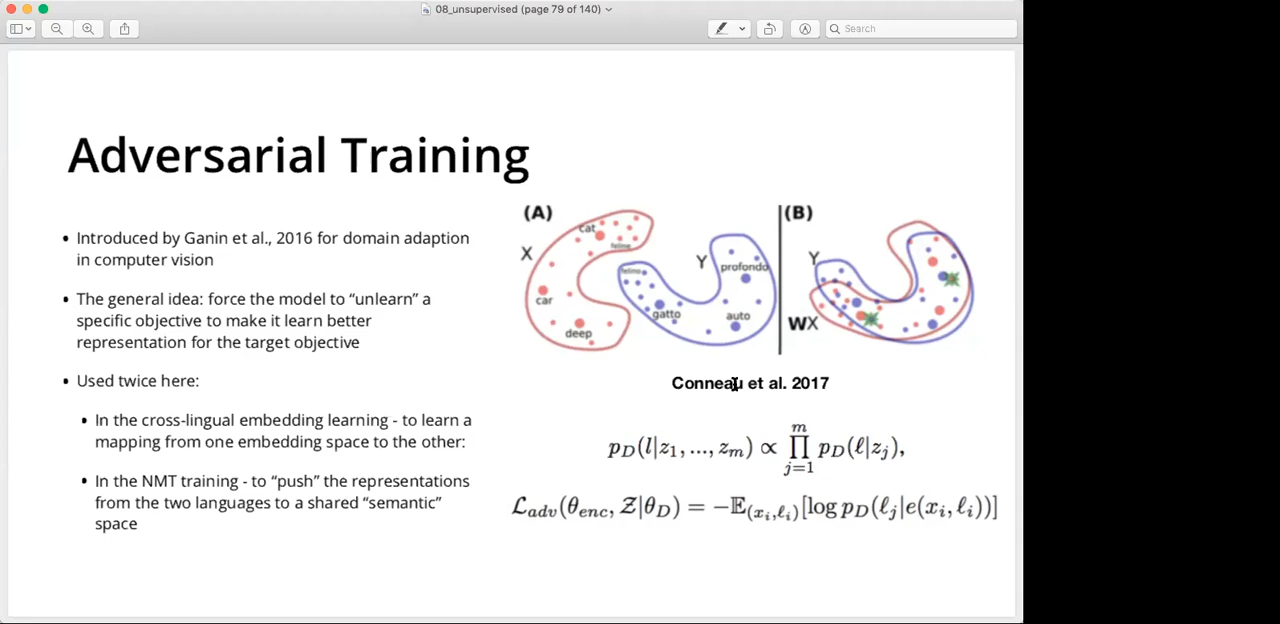 08_unsupervised (page 79 of 140)
Search
Adversarial Training
• Introduced by Ganin et al., 2016 for domain adaption
in computer vision
• The general idea: force the model to “unlearn” a
specific objective to make it learn better
representation for the target objective
• Used twice here:
• In the cross-lingual embedding learning - to learn a
mapping from one embedding space to the other:
• In the NMT training - to “push” the representations
from the two languages to a shared “semantic”
space
(A)
X
cat
feline
car
deep
Y
felino
profondo
gatto
auto
(B)
Y
WX
Conneau et al. 2017
p_D(l|z_1, ..., z_m) ∝ ∏_{j=1}^{m} p_D(ℓ|z_j),
ℒ_adv(θ_enc, 𝒵|θ_D) = −𝔼_(x_i,ℓ_i)[log p_D(ℓ_j|e(x_i, ℓ_i))]